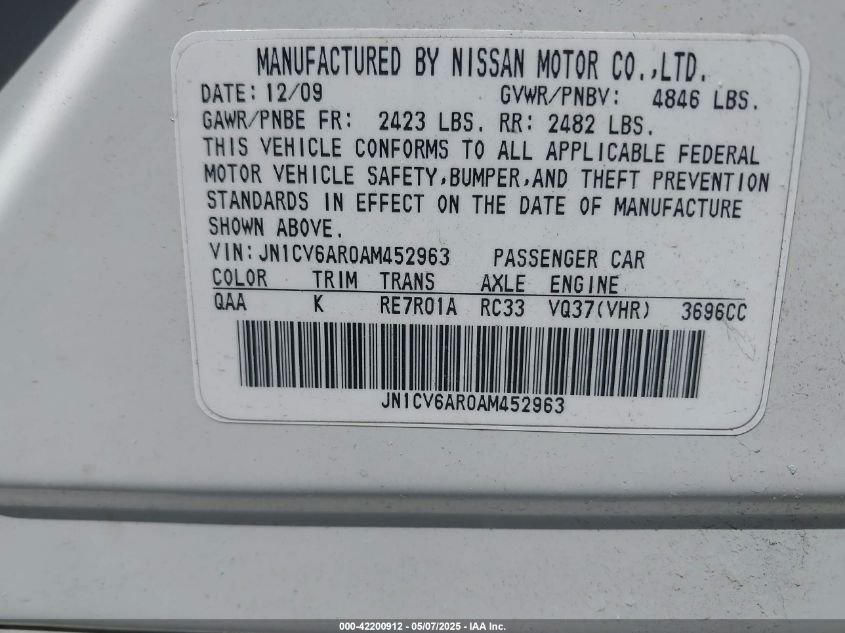 MANUFACTURED BY NISSAN MOTOR CO.,LTD.
DATE: 12/09 GVWR/PNBV: 4846 LBS.
GAWR/PNBE FR: 2423 LBS. RR: 2482 LBS.
THIS VEHICLE CONFORMS TO ALL APPLICABLE FEDERAL
MOTOR VEHICLE SAFETY,BUMPER,AND THEFT PREVENTION
STANDARDS IN EFFECT ON THE DATE OF MANUFACTURE
SHOWN ABOVE.
VIN: JN1CV6AR0AM452963 PASSENGER CAR
COLOR TRIM TRANS AXLE ENGINE
QAA K RE7R01A RC33 VQ37(VHR) 3696CC
JN1CV6AR0AM452963
000-42200912 - 05/07/2025 - IAA Inc.